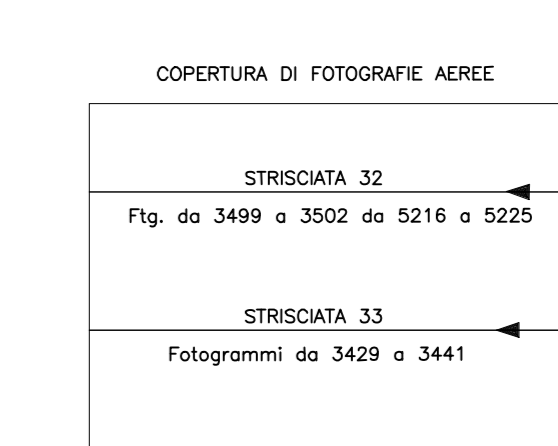 COPERTURA DI FOTOGRAFIE AEREE
STRISCIATA 32
Ftg. da 3499 a 3502 da 5216 a 5225
STRISCIATA 33
Fotogrammi da 3429 a 3441